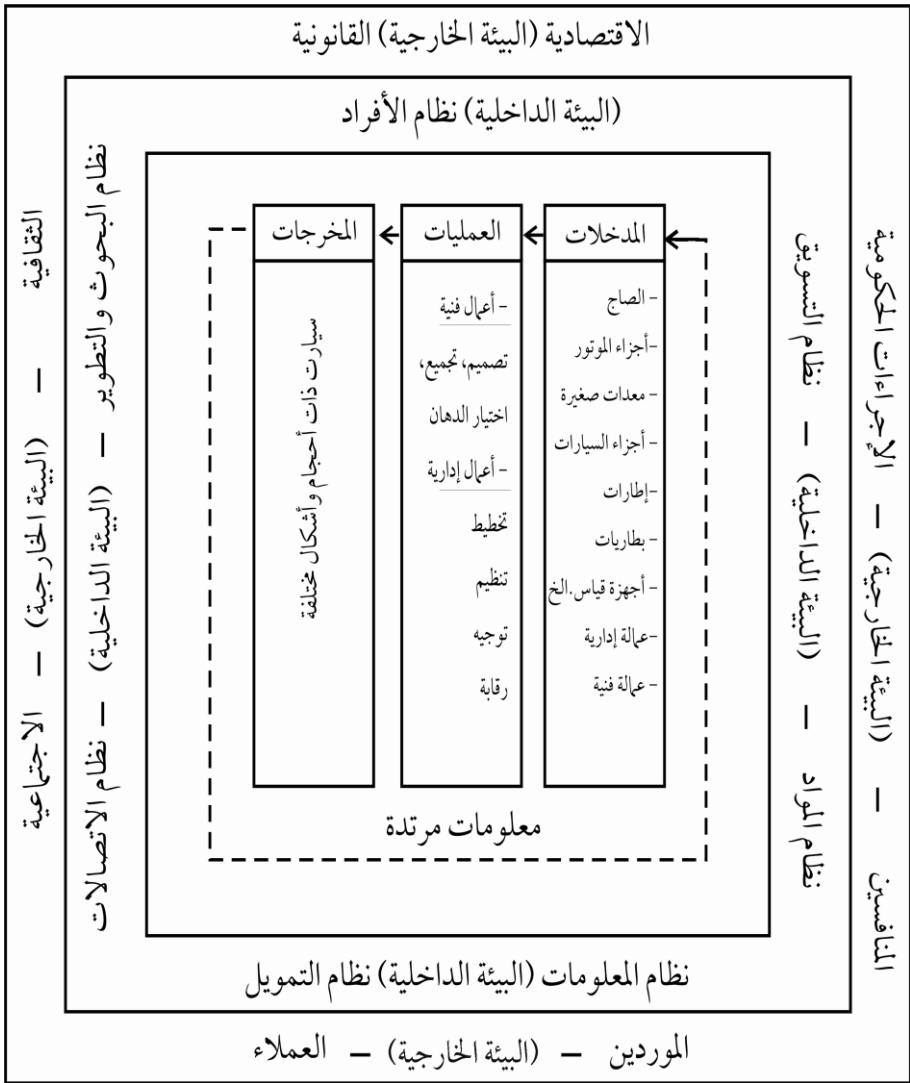 الاقتصادية (البيئة الخارجية) القانونية
(البيئة الداخلية) نظام الأفراد
الإجراءات الحكومية – (البيئة الخارجية) – المنافسين
نظام التسويق – (البيئة الداخلية) – نظام المواد
المدخلات
- الصاج
-أجزاء الموتور
- معدات صغيرة
- أجزاء السيارات
-إطارات
- بطاريات
- أجهزة قياس.الخ
-عمالة إدارية
- عمالة فنية
العمليات
- أعمال فنية
تصميم، تجميع،
اختيار الدهان
- أعمال إدارية
تخطيط
تنظيم
توجيه
رقابة
المخرجات
سيارت ذات أحجام وأشكال مختلفة
معلومات مرتدة
نظام البحوث والتطوير – (البيئة الداخلية) – نظام الاتصالات
الثقافية – (البيئة الخارجية) – الاجتماعية
نظام المعلومات (البيئة الداخلية) نظام التمويل
الموردين – (البيئة الخارجية) – العملاء